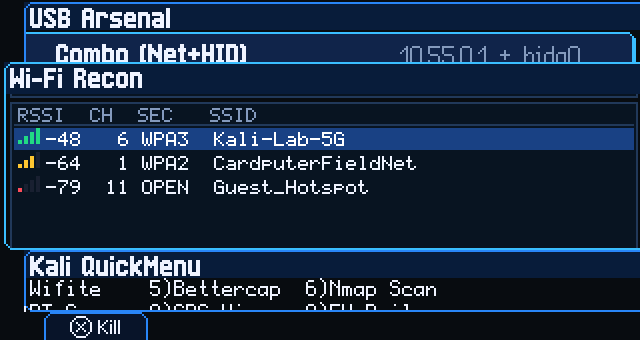 USB Arsenal
Combo (Net+HID) 10.55.0.1 + hidg0
Wi-Fi Recon
RSSI CH SEC SSID
-48 6 WPA3 Kali-Lab-5G
-64 1 WPA2 CardputerFieldNet
-79 11 OPEN Guest_Hotspot
Kali QuickMenu
Wifite 5)Bettercap 6)Nmap Scan
Kill